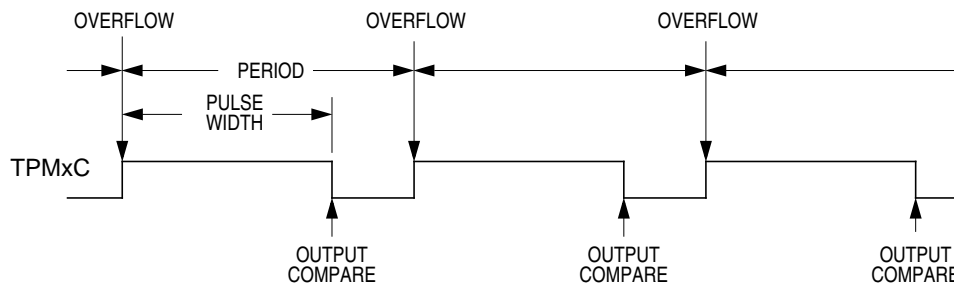 OVERFLOW OVERFLOW OVERFLOW
PERIOD
PULSE
WIDTH
TPMxC
OUTPUT
COMPARE
OUTPUT
COMPARE
OUTPUT
COMPARE